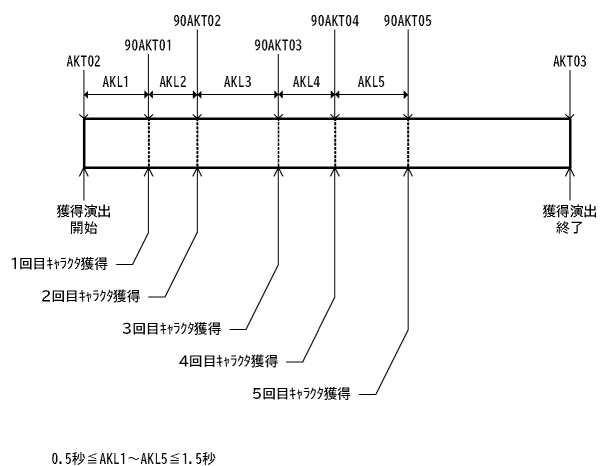 90AKT02
90AKT04
90AKT05
90AKT01
90AKT03
AKT02
AKT03
AKL1
AKL2
AKL3
AKL4
AKL5
獲得演出
開始
獲得演出
終了
1回目ｷｬﾗｸﾀ獲得
2回目ｷｬﾗｸﾀ獲得
3回目ｷｬﾗｸﾀ獲得
4回目ｷｬﾗｸﾀ獲得
5回目ｷｬﾗｸﾀ獲得
0.5秒≦AKL1～AKL5≦1.5秒